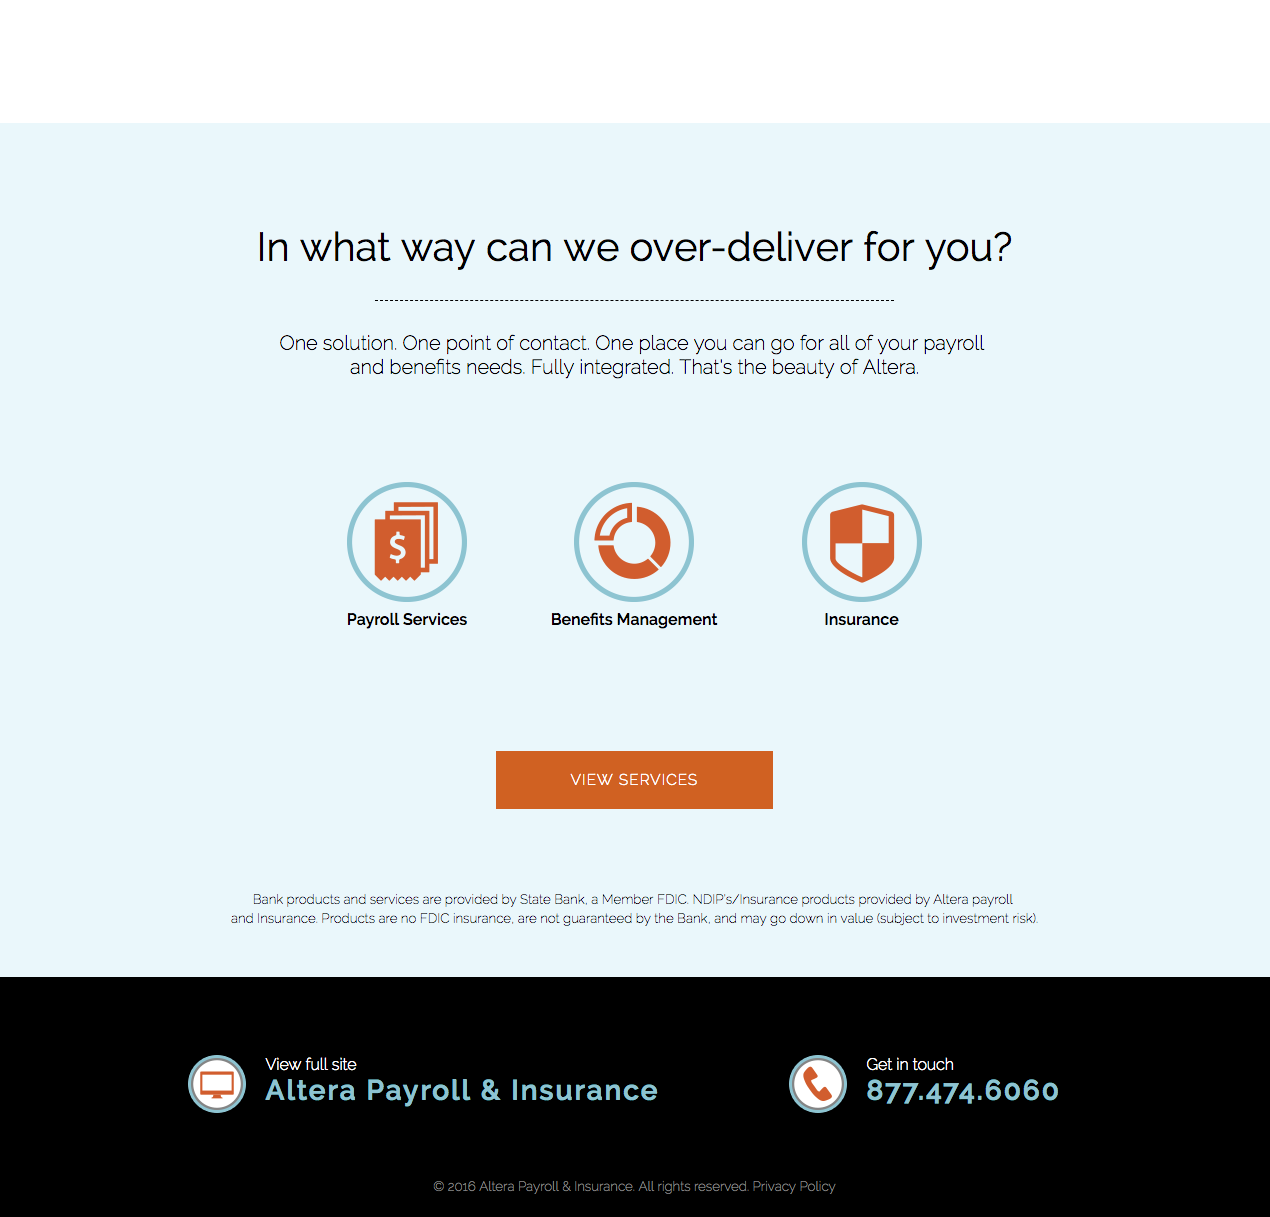 In what way can we over-deliver for you?
One solution. One point of contact. One place you can go for all of your payroll
and benefits needs. Fully integrated. That's the beauty of Altera.
$
Payroll Services
Benefits Management
Insurance
VIEW SERVICES
Bank products and services are provided by State Bank, a Member FDIC. NDIP's/Insurance products provided by Altera payroll
and Insurance. Products are no FDIC insurance, are not guaranteed by the Bank, and may go down in value (subject to investment risk).
View full site
Altera Payroll & Insurance
Get in touch
877.474.6060
© 2016 Altera Payroll & Insurance. All rights reserved. Privacy Policy